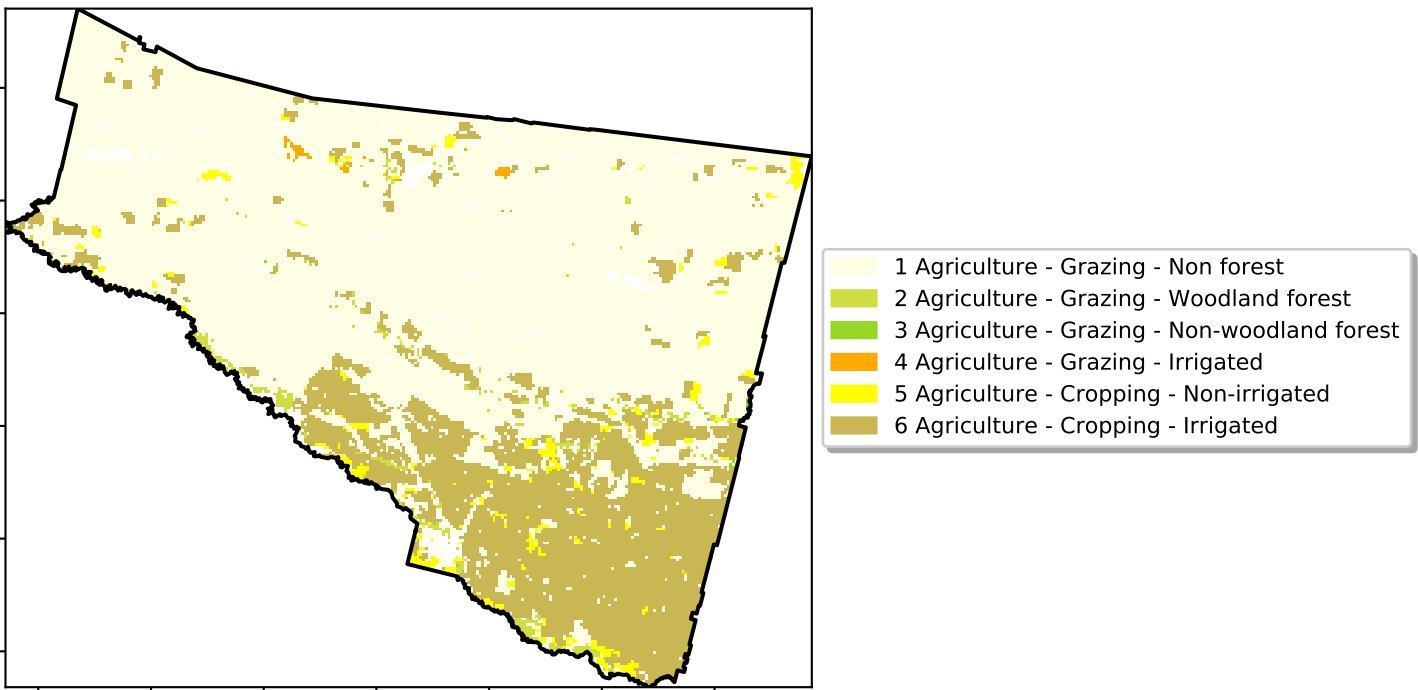 1 Agriculture - Grazing - Non forest
2 Agriculture - Grazing - Woodland forest
3 Agriculture - Grazing - Non-woodland forest
4 Agriculture - Grazing - Irrigated
5 Agriculture - Cropping - Non-irrigated
6 Agriculture - Cropping - Irrigated